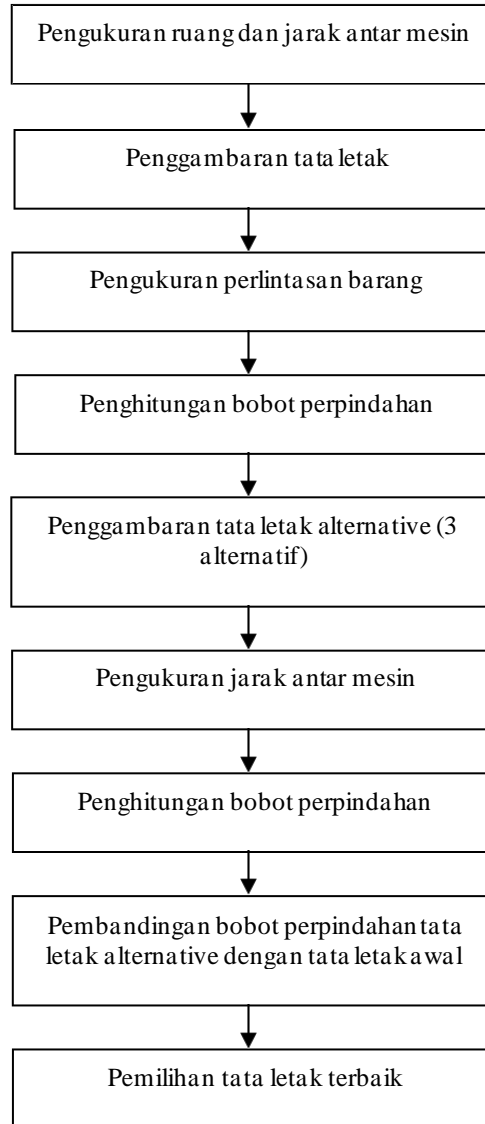 Pengukuran ruang dan jarak antar mesin
Penggambaran tata letak
Pengukuran perlintasan barang
Penghitungan bobot perpindahan
Penggambaran tata letak alternative (3
alternatif)
Pengukuran jarak antar mesin
Penghitungan bobot perpindahan
Pembandingan bobot perpindahan tata
letak alternative dengan tata letak awal
Pemilihan tata letak terbaik